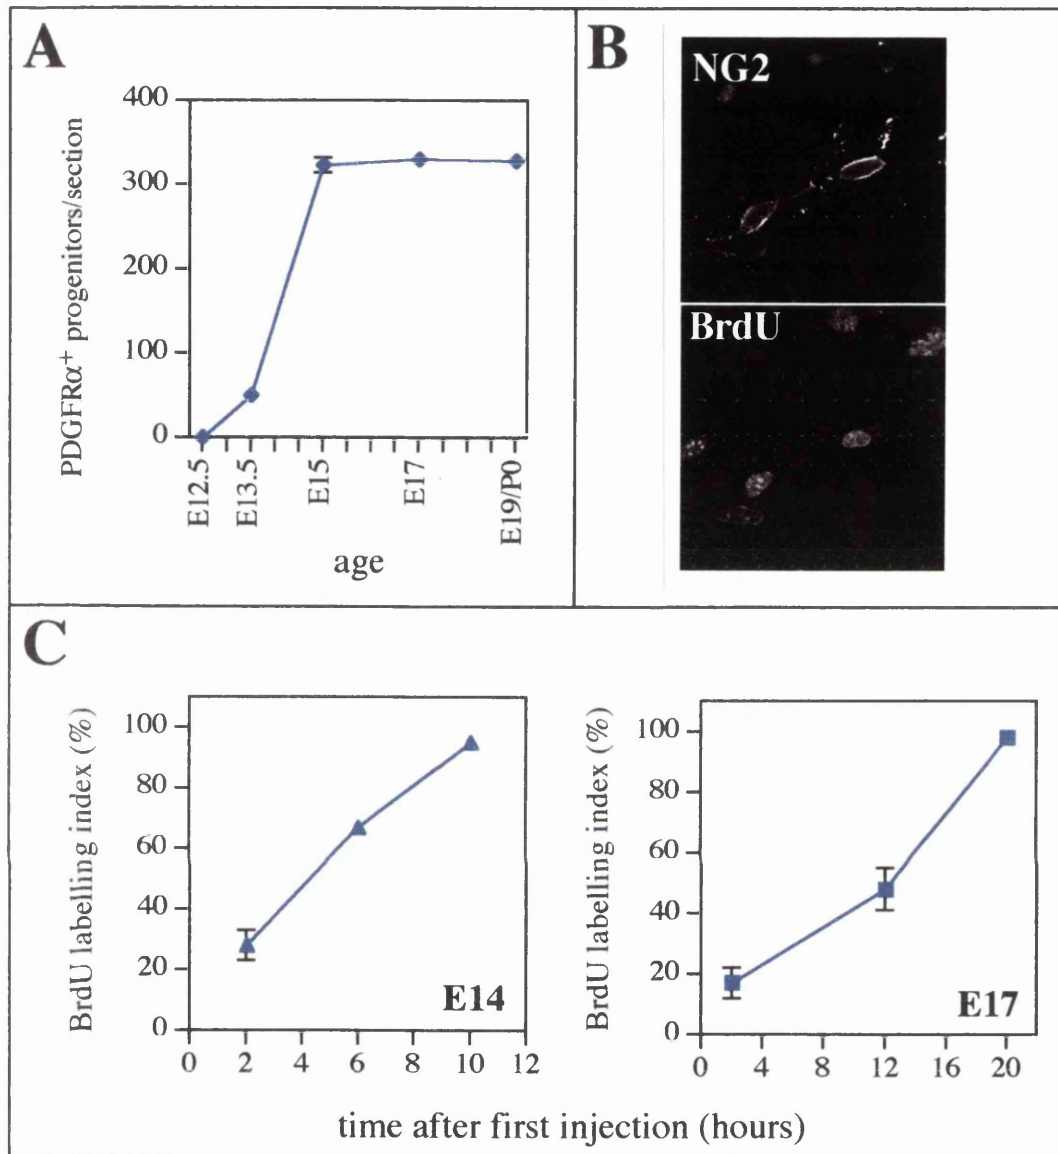 A
PDGFRα+ progenitors/section
400
300
200
100
0
E12.5
E13.5
E15
E17
E19/P0
age
B
NG2
BrdU
C
BrdU labelling index (%)
100
80
60
40
20
0
0 2 4 6 8 10 12
E14
BrdU labelling index (%)
100
80
60
40
20
0
0 4 8 12 16 20
E17
time after first injection (hours)